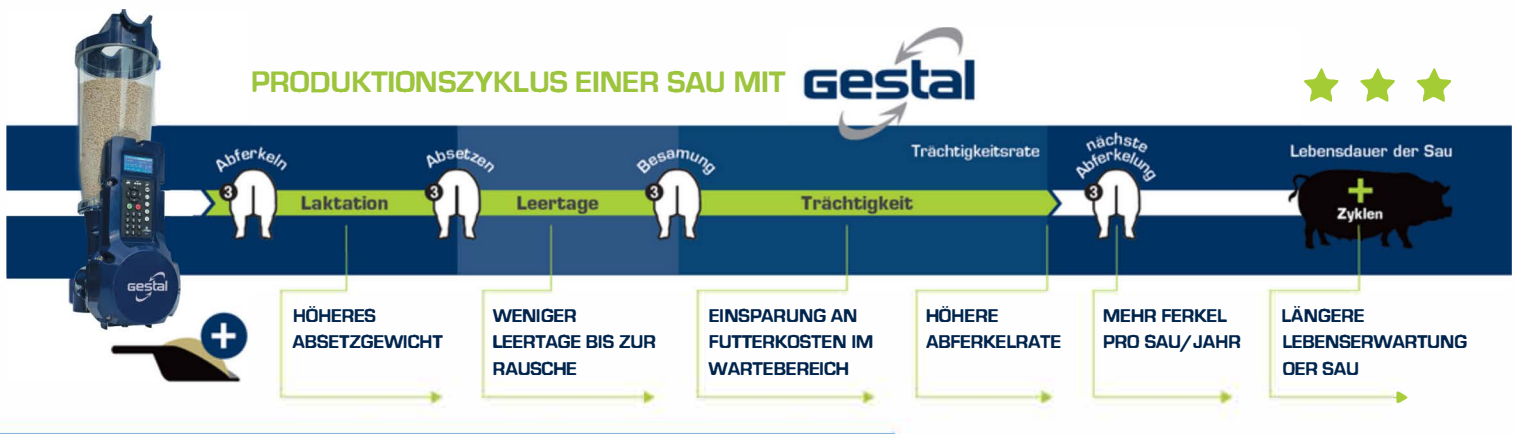 PRODUKTIONSZYKLUS EINER SAU MIT Gestal
Abferkeln
Absetzen
Besamung
Trächtigkeitsrate
nächste
Abferkelung
Lebensdauer der Sau
3
Laktation
3
Leertage
3
Trächtigkeit
3
+
Zyklen
Gestal
+
HÖHERES
ABSETZGEWICHT
WENIGER
LEERTAGE BIS ZUR
RAUSCHE
EINSPARUNG AN
FUTTERKOSTEN IM
WARTEBEREICH
HÖHERE
ABFERKELRATE
MEHR FERKEL
PRO SAU/JAHR
LÄNGERE
LEBENSERWARTUNG
OER SAU